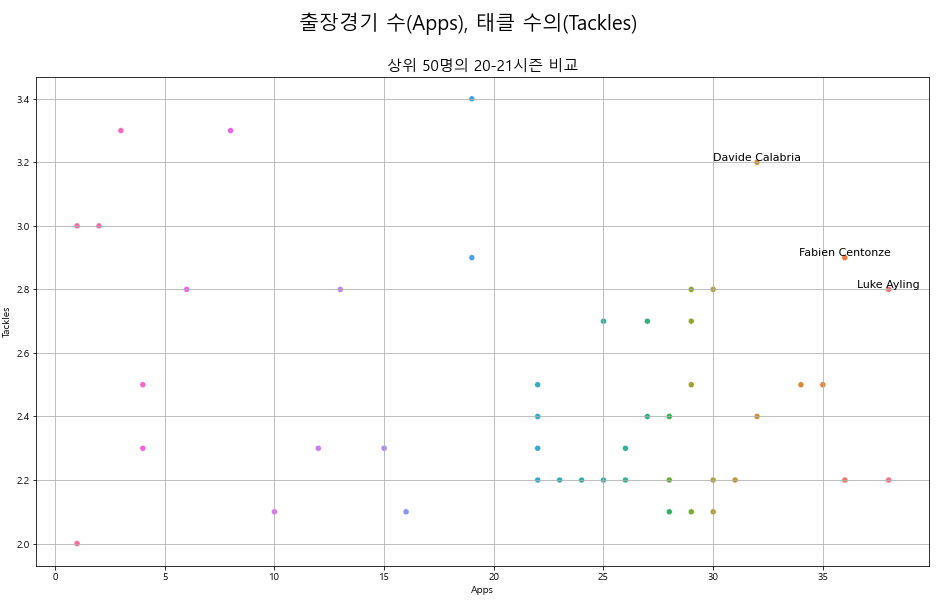 출장경기 수(Apps), 태클 수의(Tackles)
상위 50명의 20-21시즌 비교
3.4
3.2
3.0
2.8
2.6
2.4
2.2
2.0
Tackles
Davide Calabria
Fabien Centonze
Luke Ayling
0 5 10 15 20 25 30 35
Apps